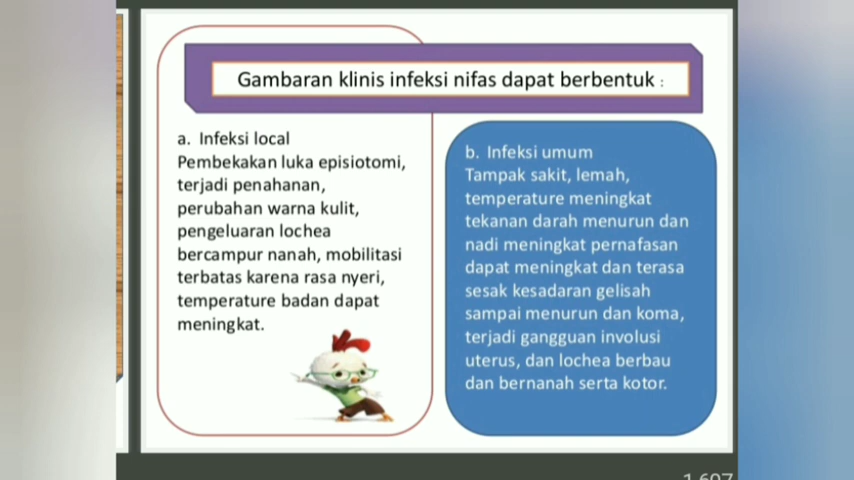 Gambaran klinis infeksi nifas dapat berbentuk :
a. Infeksi local
Pembekakan luka episiotomi,
terjadi penahanan,
perubahan warna kulit,
pengeluaran lochea
bercampur nanah, mobilitasi
terbatas karena rasa nyeri,
temperature badan dapat
meningkat.
b. Infeksi umum
Tampak sakit, lemah,
temperature meningkat
tekanan darah menurun dan
nadi meningkat pernafasan
dapat meningkat dan terasa
sesak kesadaran gelisah
sampai menurun dan koma,
terjadi gangguan involusi
uterus, dan lochea berbau
dan bernanah serta kotor.